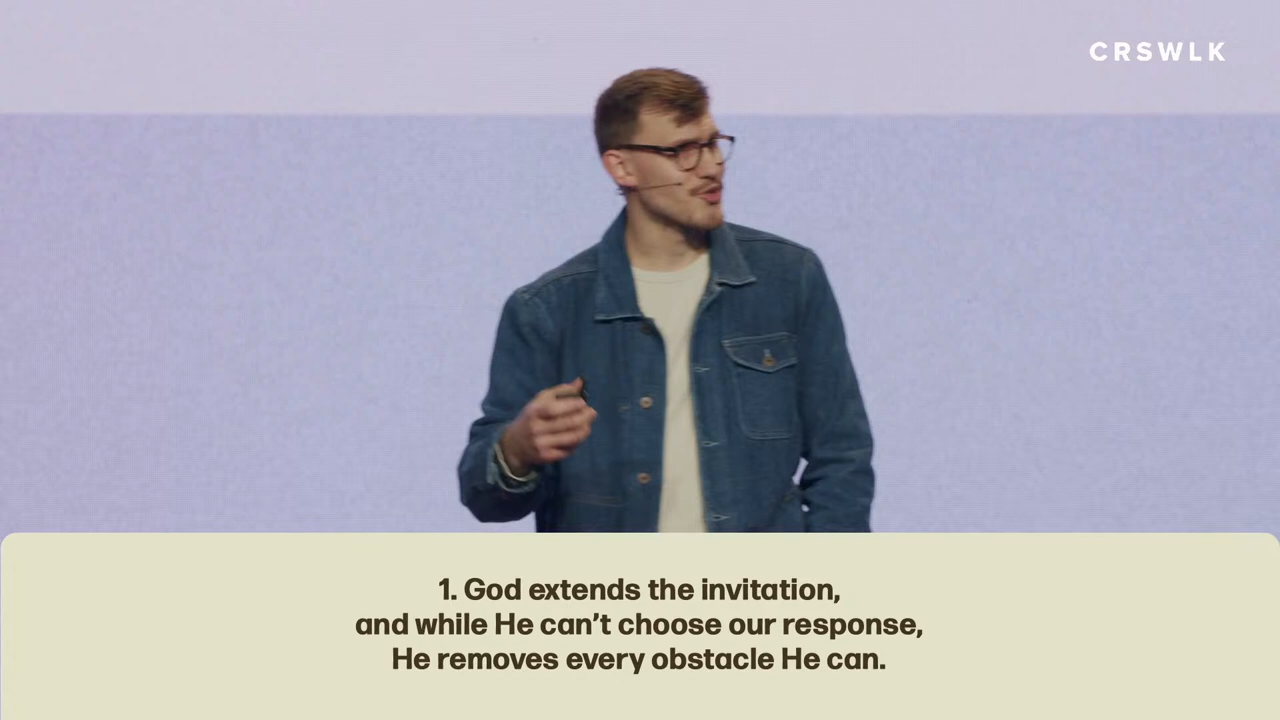 CRSWLK
1. God extends the invitation,
and while He can’t choose our response,
He removes every obstacle He can.